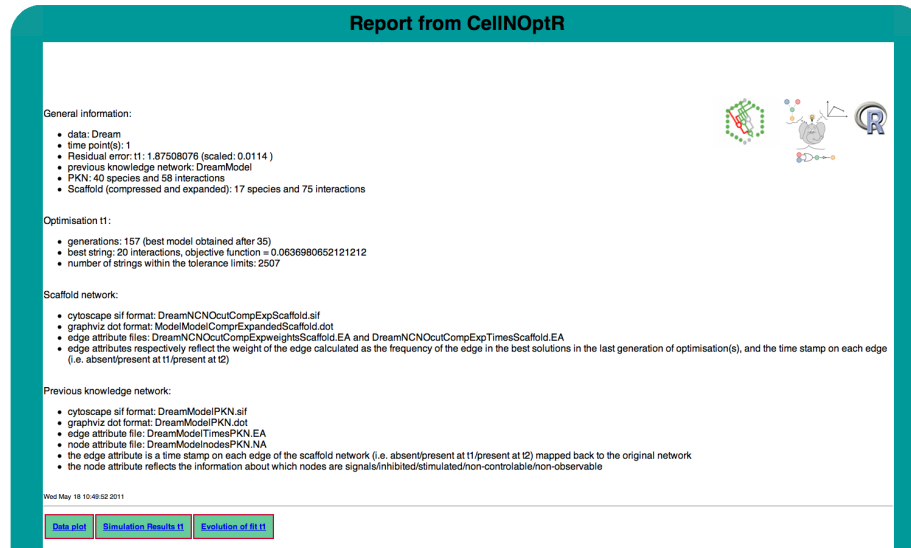 Report from CellNOptR
General information:
• data: Dream
• time point(s): 1
• Residual error: t1: 1.87508076 (scaled: 0.0114 )
• previous knowledge network: DreamModel
• PKN: 40 species and 58 interactions
• Scaffold (compressed and expanded): 17 species and 75 interactions
R
Optimisation t1:
• generations: 157 (best model obtained after 35)
• best string: 20 interactions, objective function = 0.0636980652121212
• number of strings within the tolerance limits: 2507
Scaffold network:
• cytoscape sif format: DreamNCNOcutCompExpScaffold.sif
• graphviz dot format: ModelModelComprExpandedScaffold.dot
• edge attribute files: DreamNCNOcutCompExpweightsScaffold.EA and DreamNCNOcutCompExpTimesScaffold.EA
• edge attributes respectively reflect the weight of the edge calculated as the frequency of the edge in the best solutions in the last generation of optimisation(s), and the time stamp on each edge
(i.e. absent/present at t1/present at t2)
Previous knowledge network:
• cytoscape sif format: DreamModelPKN.sif
• graphviz dot format: DreamModelPKN.dot
• edge attribute file: DreamModelTimesPKN.EA
• node attribute file: DreamModelnodesPKN.NA
• the edge attribute is a time stamp on each edge of the scaffold network (i.e. absent/present at t1/present at t2) mapped back to the original network
• the node attribute reflects the information about which nodes are signals/inhibited/stimulated/non-controlable/non-observable
Wed May 18 10:49:52 2011
Data plot Simulation Results t1 Evolution of fit t1